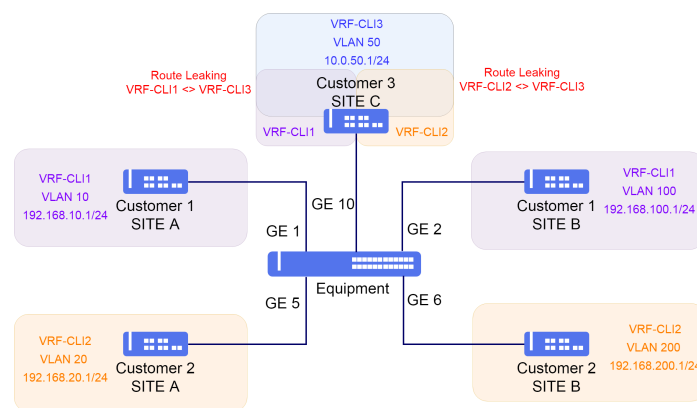 VRF-CLI3
VLAN 50
10.0.50.1/24
Route Leaking
VRF-CLI1 <> VRF-CLI3
Route Leaking
VRF-CLI2 <> VRF-CLI3
Customer 3
SITE C
VRF-CLI1
VRF-CLI2
VRF-CLI1
VLAN 10
192.168.10.1/24
Customer 1
SITE A
GE 10
GE 1
GE 2
Customer 1
SITE B
VRF-CLI1
VLAN 100
192.168.100.1/24
Equipment
GE 5
GE 6
VRF-CLI2
VLAN 20
192.168.20.1/24
Customer 2
SITE A
Customer 2
SITE B
VRF-CLI2
VLAN 200
192.168.200.1/24